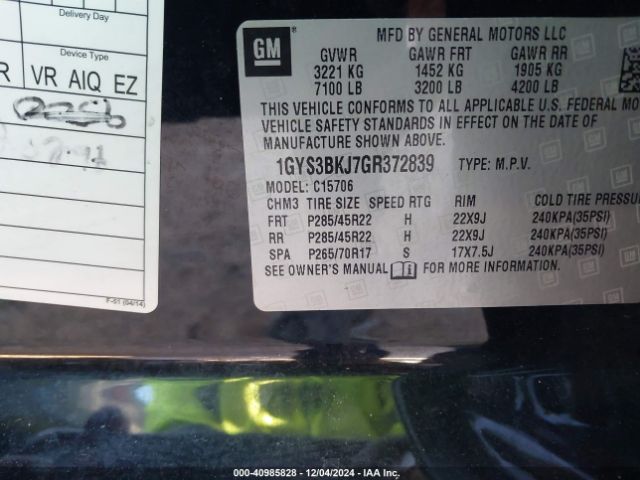 Delivery Day
Device Type
R VR AIQ EZ
F-51 (04/14)
GM ®
MFD BY GENERAL MOTORS LLC
GVWR GAWR FRT GAWR RR
3221 KG 1452 KG 1905 KG
7100 LB 3200 LB 4200 LB
THIS VEHICLE CONFORMS TO ALL APPLICABLE U.S. FEDERAL MO
VEHICLE SAFETY STANDARDS IN EFFECT ON THE DATE OF
MANUFACTURE SHOWN ABOVE.
1GYS3BKJ7GR372839 TYPE: M.P.V.
MODEL: C15706
CHM3 TIRE SIZE SPEED RTG RIM COLD TIRE PRESSUR
FRT P285/45R22 H 22X9J 240KPA(35PSI)
RR P285/45R22 H 22X9J 240KPA(35PSI)
SPA P265/70R17 S 17X7.5J 240KPA(35PSI)
SEE OWNER'S MANUAL FOR MORE INFORMATION.
000-40985828 - 12/04/2024 - IAA Inc.